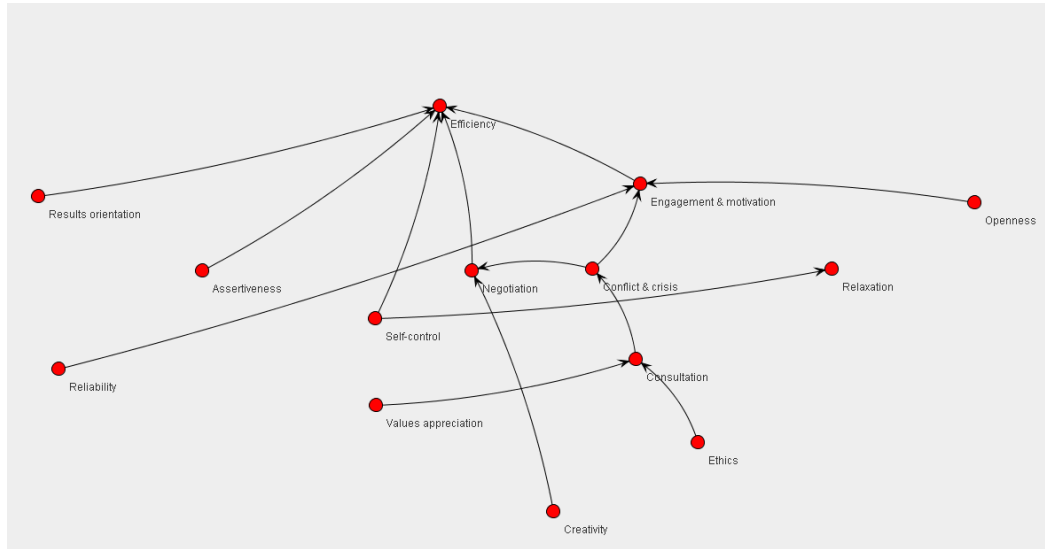 Efficiency
Engagement & motivation
Results orientation
Openness
Assertiveness
Negotiation
Conflict & crisis
Relaxation
Self-control
Reliability
Consultation
Values appreciation
Ethics
Creativity